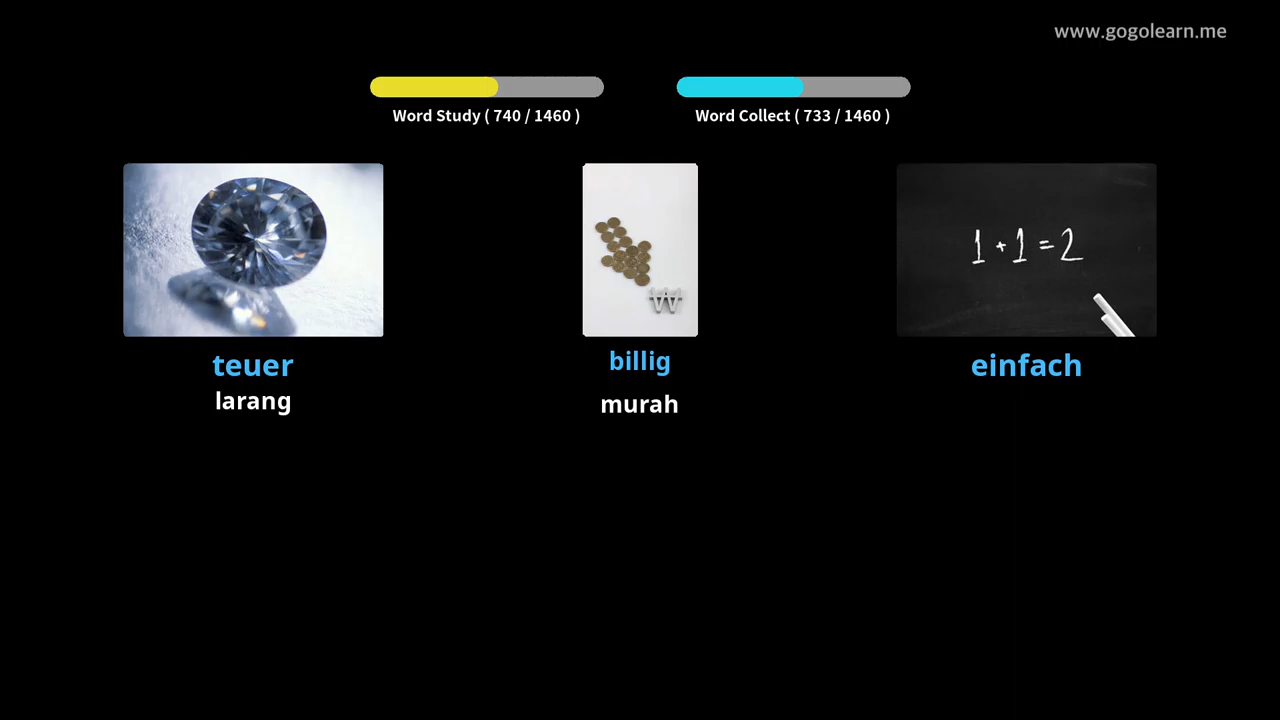 www.gogolearn.me
Word Study ( 740 / 1460 )
Word Collect ( 733 / 1460 )
₩
1 + 1 = 2
teuer
billig
einfach
larang
murah